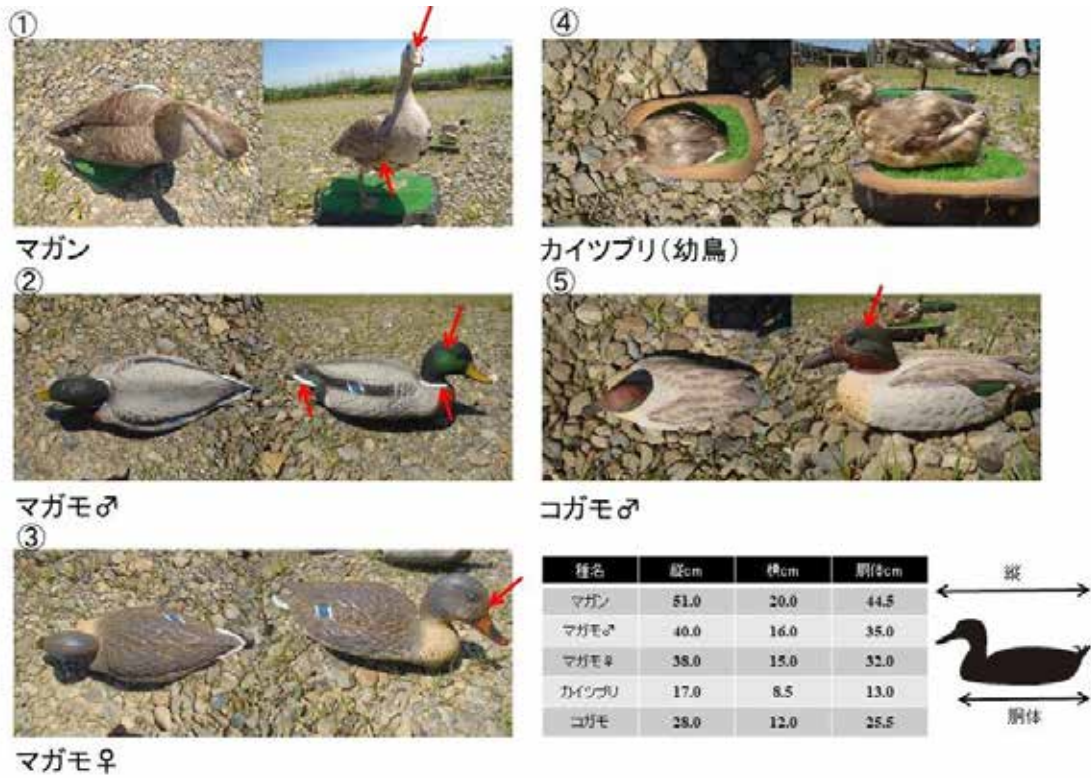 ①
マガン
②
マガモ♂
③
マガモ♀
④
カイツブリ(幼鳥)
⑤
コガモ♂
種名 縦cm 横cm 胴体cm
マガン 51.0 20.0 44.5
マガモ♂ 40.0 16.0 35.0
マガモ♀ 38.0 15.0 32.0
カイツブリ 17.0 8.5 13.0
コガモ 28.0 12.0 25.5
縦
胴体